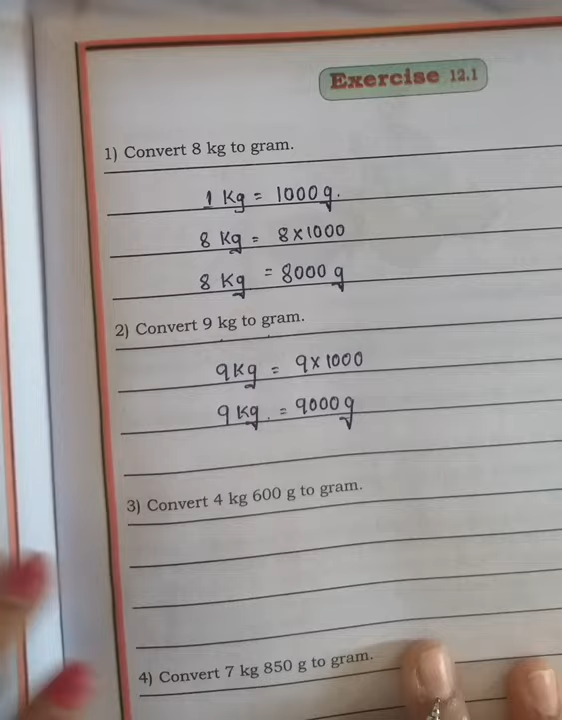 Exercise 12.1
1) Convert 8 kg to gram.
1 Kg = 1000 g.
8 Kg = 8×1000
8 Kg = 8000 g
2) Convert 9 kg to gram.
9 Kg = 9×1000
9 Kg. = 9000 g
3) Convert 4 kg 600 g to gram.
4) Convert 7 kg 850 g to gram.